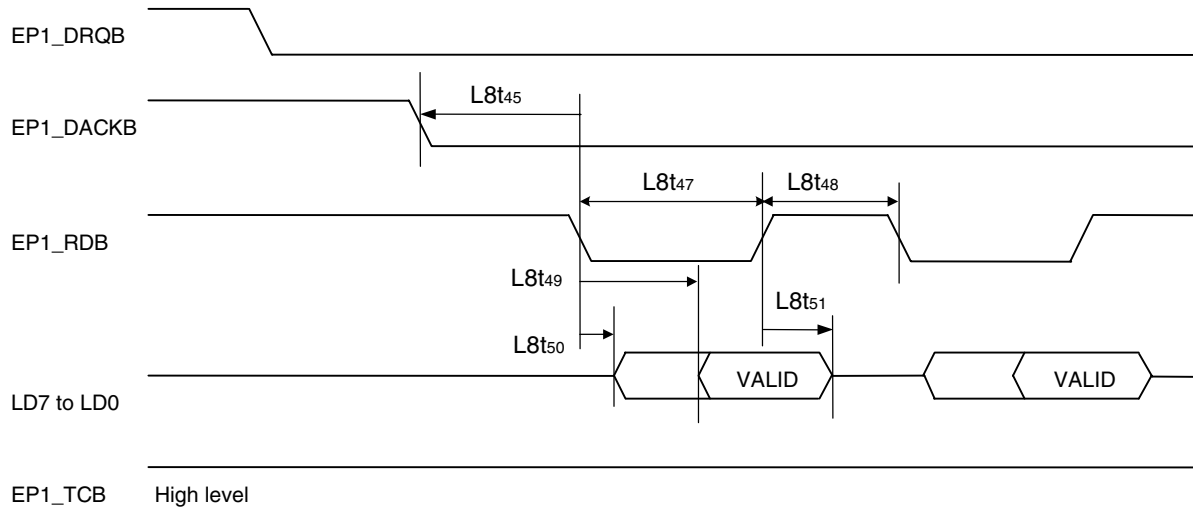 EP1_DRQB
L8t45
EP1_DACKB
L8t47
L8t48
EP1_RDB
L8t49
L8t51
L8t50
VALID
VALID
LD7 to LD0
EP1_TCB High level